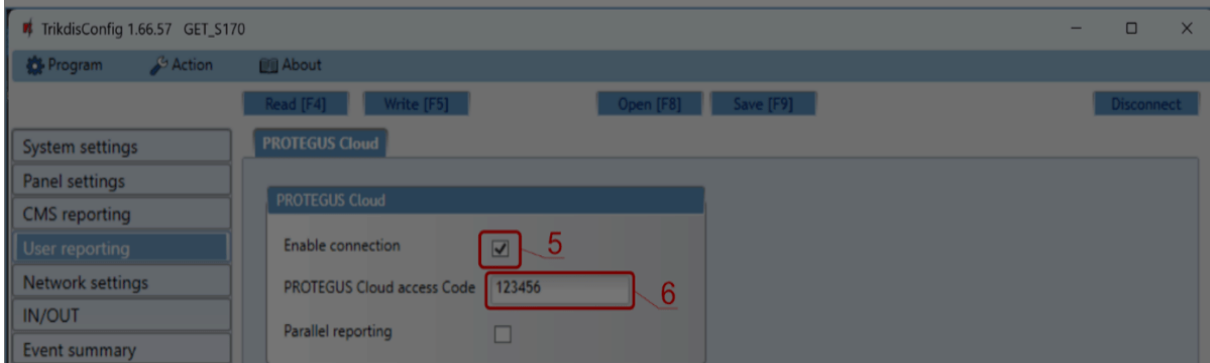 TrikdisConfig 1.66.57 GET_S170
Program Action About
Read [F4] Write [F5] Open [F8] Save [F9] Disconnect
System settings
Panel settings
CMS reporting
User reporting
Network settings
IN/OUT
Event summary
PROTEGUS Cloud
PROTEGUS Cloud
Enable connection 5
PROTEGUS Cloud access Code 123456 6
Parallel reporting